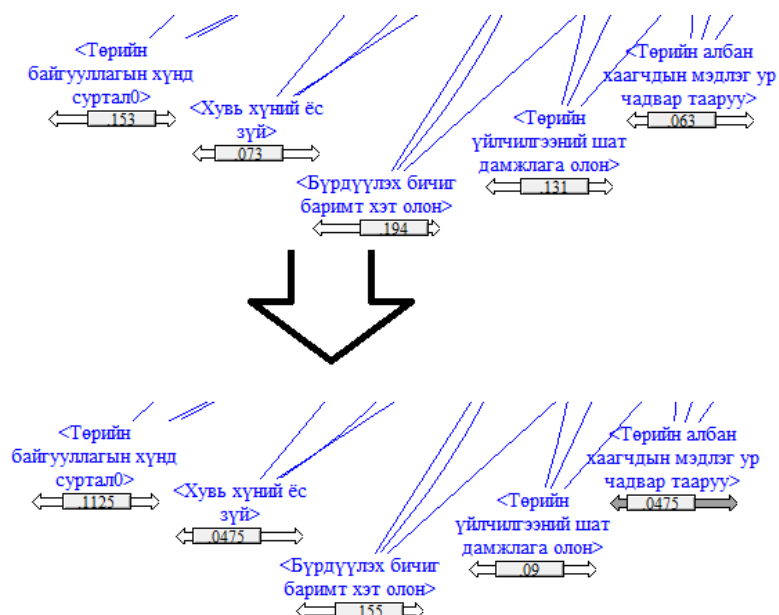 <Төрийн
байгууллагын хүнд
суртал0>
.153
<Хувь хүний ёс
зүй>
.073
<Бүрдүүлэх бичиг
баримт хэт олон>
.194
<Төрийн
үйлчилгээний шат
дамжлага олон>
.131
<Төрийн албан
хаагчдын мэдлэг ур
чадвар тааруу>
.063
<Төрийн
байгууллагын хүнд
суртал0>
.1125
<Хувь хүний ёс
зүй>
.0475
<Бүрдүүлэх бичиг
баримт хэт олон>
.155
<Төрийн
үйлчилгээний шат
дамжлага олон>
.09
<Төрийн албан
хаагчдын мэдлэг ур
чадвар тааруу>
.0475